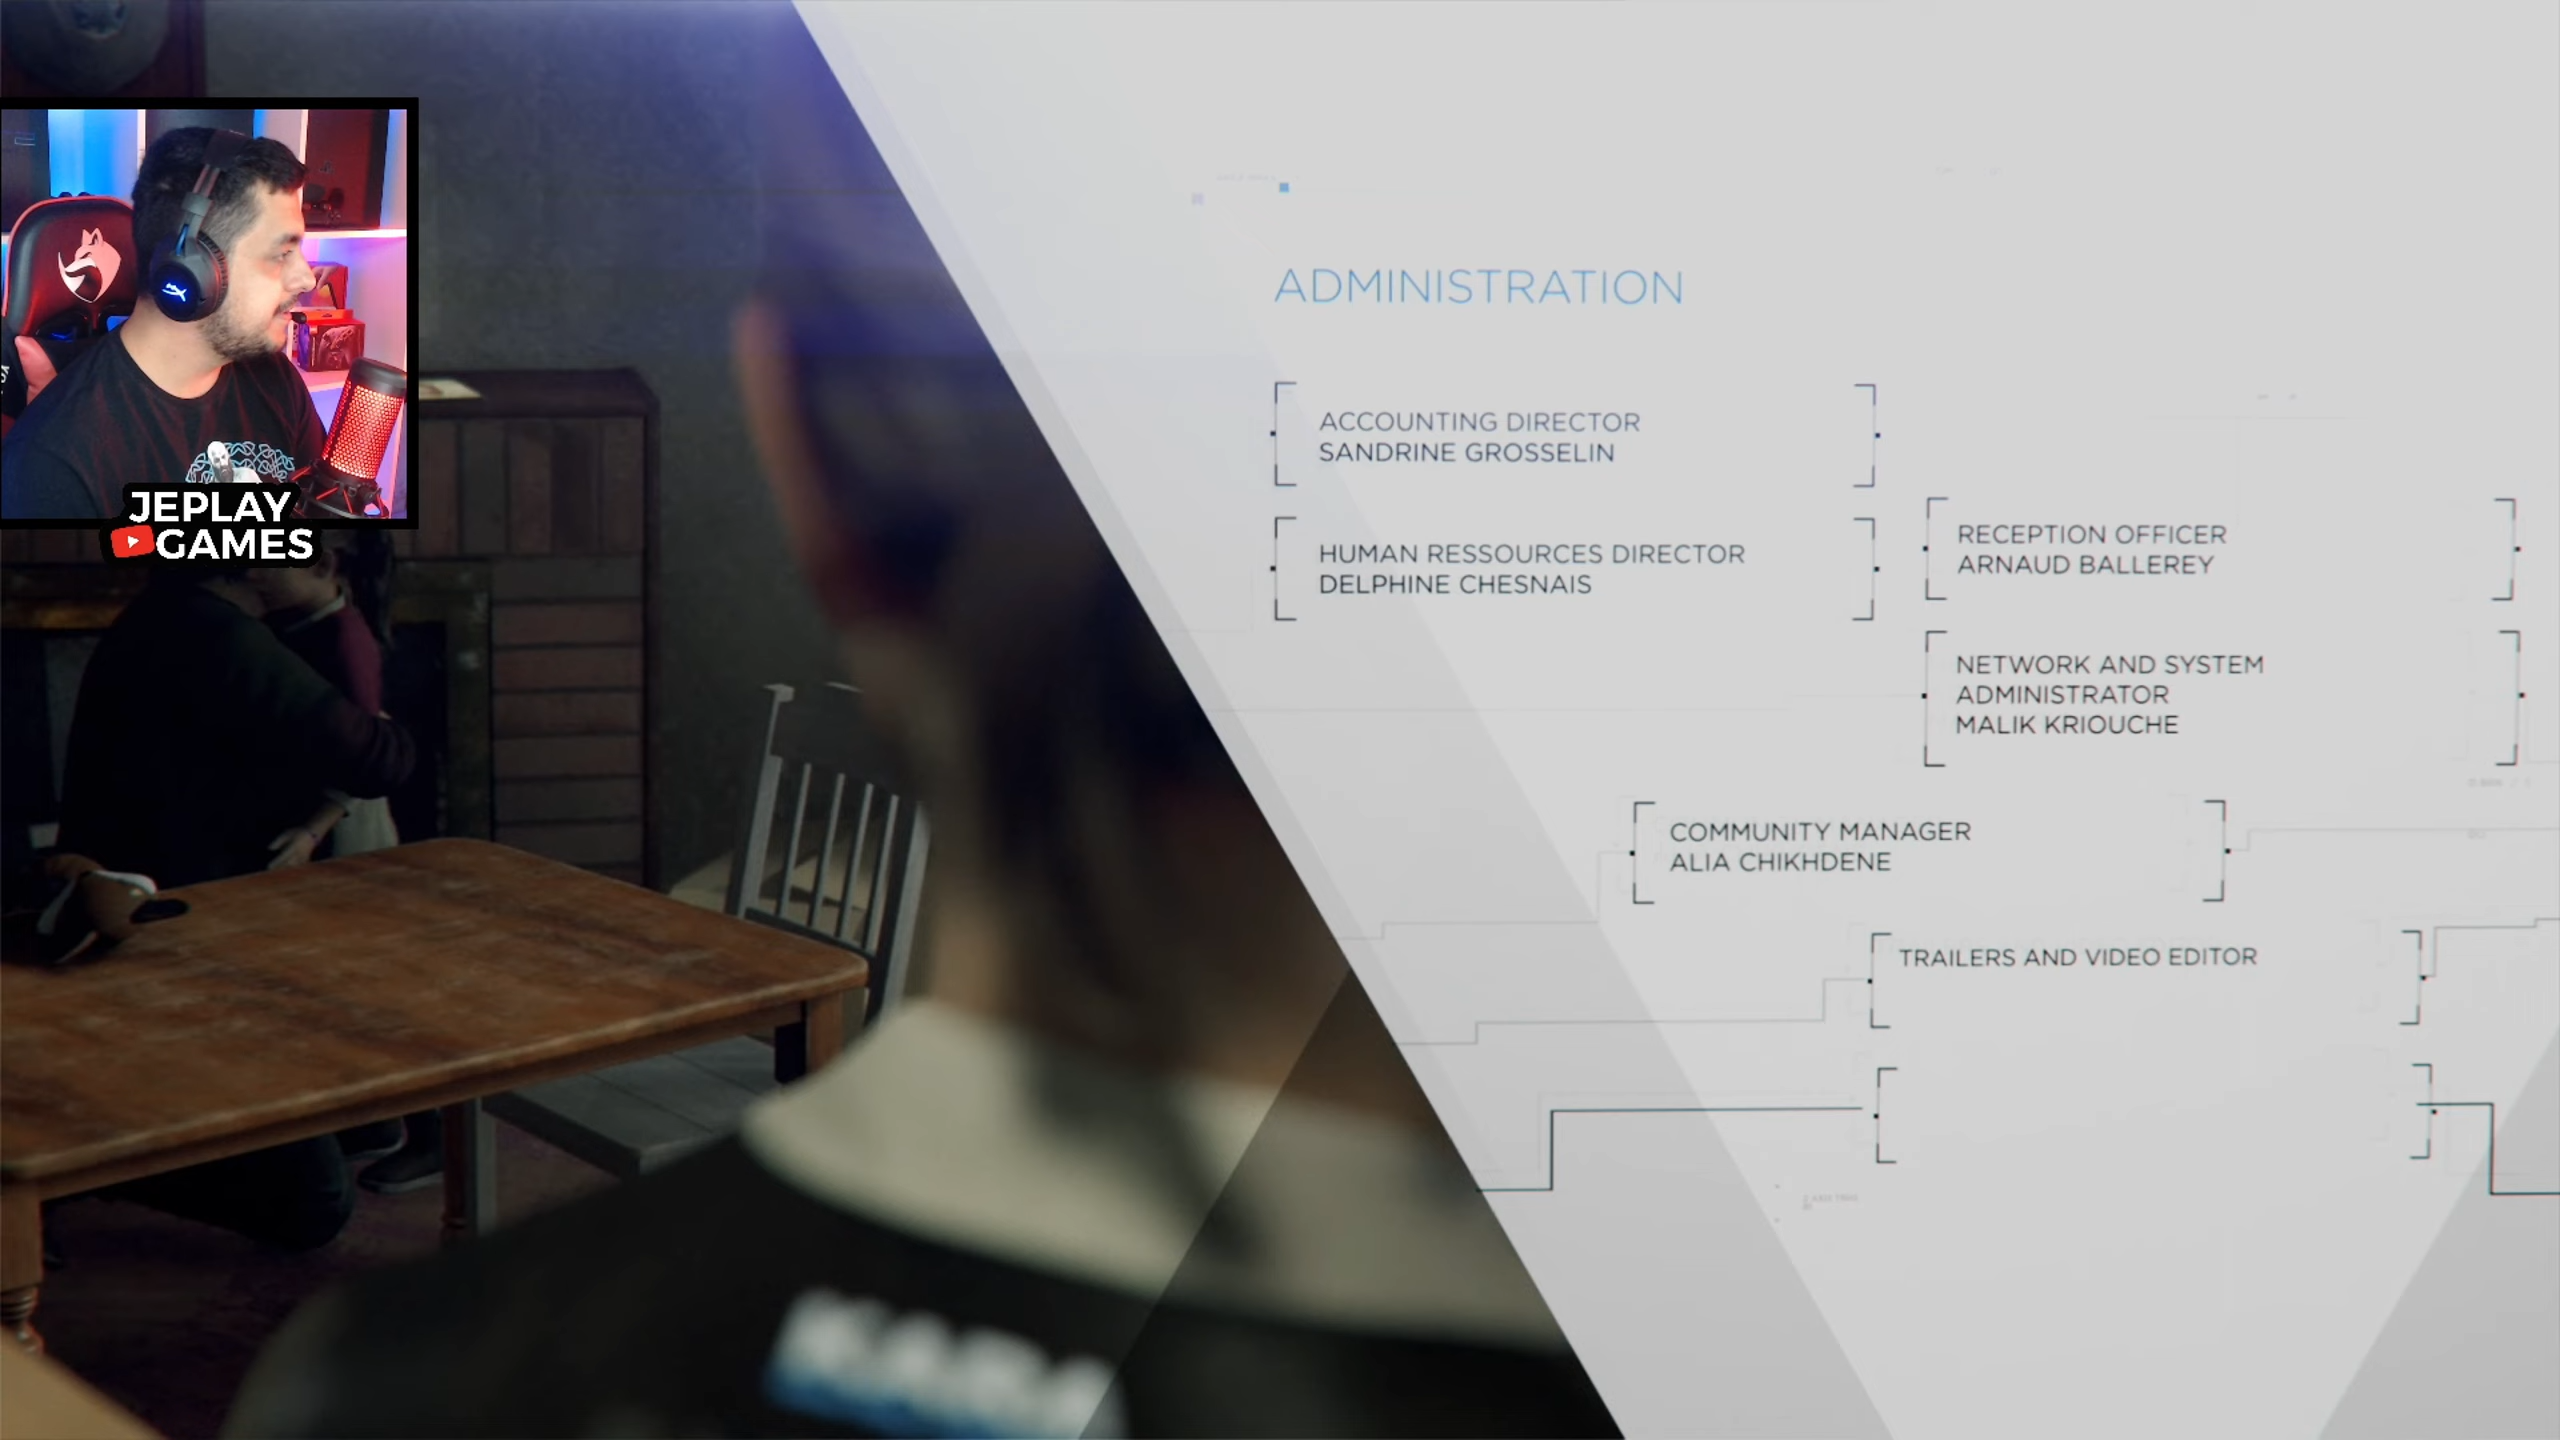 JEPLAY
GAMES
ADMINISTRATION
ACCOUNTING DIRECTOR
SANDRINE GROSSELIN
HUMAN RESSOURCES DIRECTOR
DELPHINE CHESNAIS
RECEPTION OFFICER
ARNAUD BALLEREY
NETWORK AND SYSTEM
ADMINISTRATOR
MALIK KRIOUCHE
COMMUNITY MANAGER
ALIA CHIKHDENE
TRAILERS AND VIDEO EDITOR